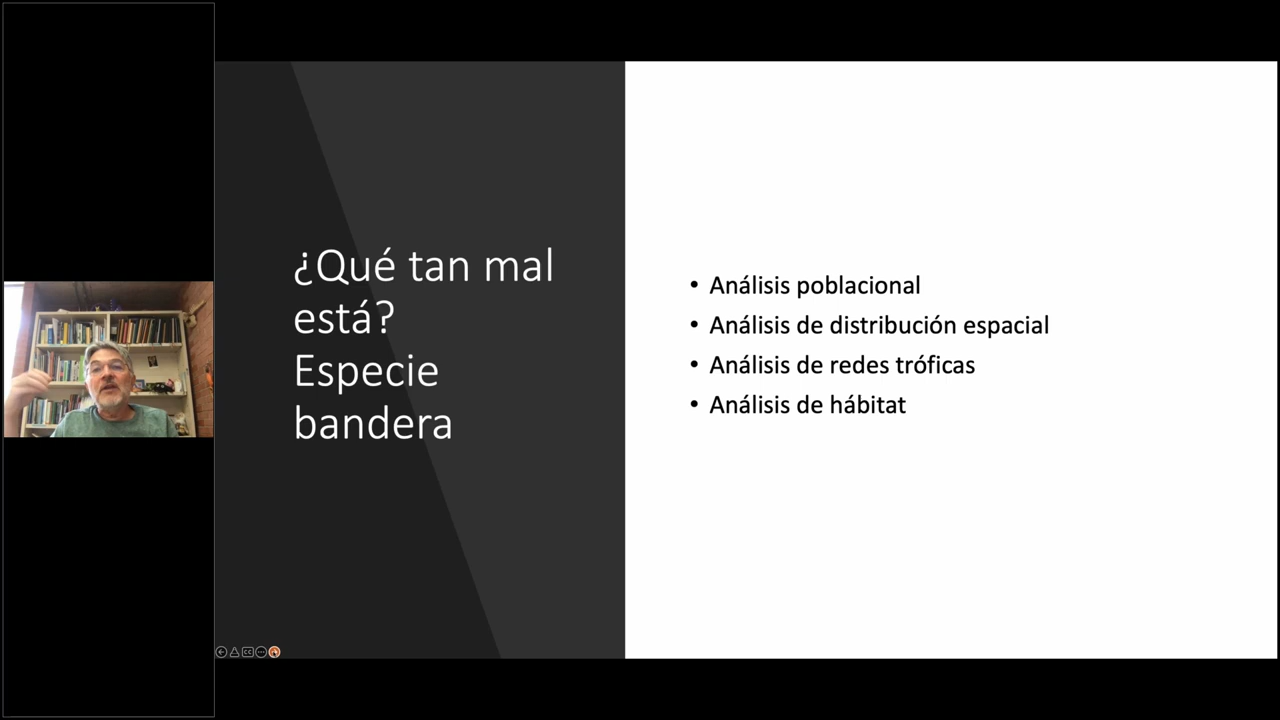 ¿Qué tan mal
está?
Especie
bandera
• Análisis poblacional
• Análisis de distribución espacial
• Análisis de redes tróficas
• Análisis de hábitat